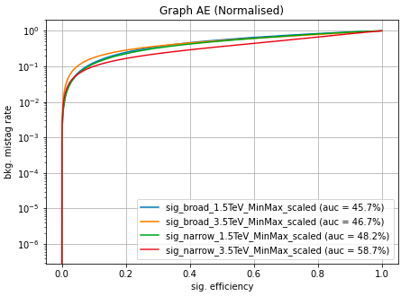 Graph AE (Normalised)
bkg. mistag rate
10⁰
10⁻¹
10⁻²
10⁻³
10⁻⁴
10⁻⁵
10⁻⁶
sig_broad_1.5TeV_MinMax_scaled (auc = 45.7%)
sig_broad_3.5TeV_MinMax_scaled (auc = 46.7%)
sig_narrow_1.5TeV_MinMax_scaled (auc = 48.2%)
sig_narrow_3.5TeV_MinMax_scaled (auc = 58.7%)
0.0 0.2 0.4 0.6 0.8 1.0
sig. efficiency